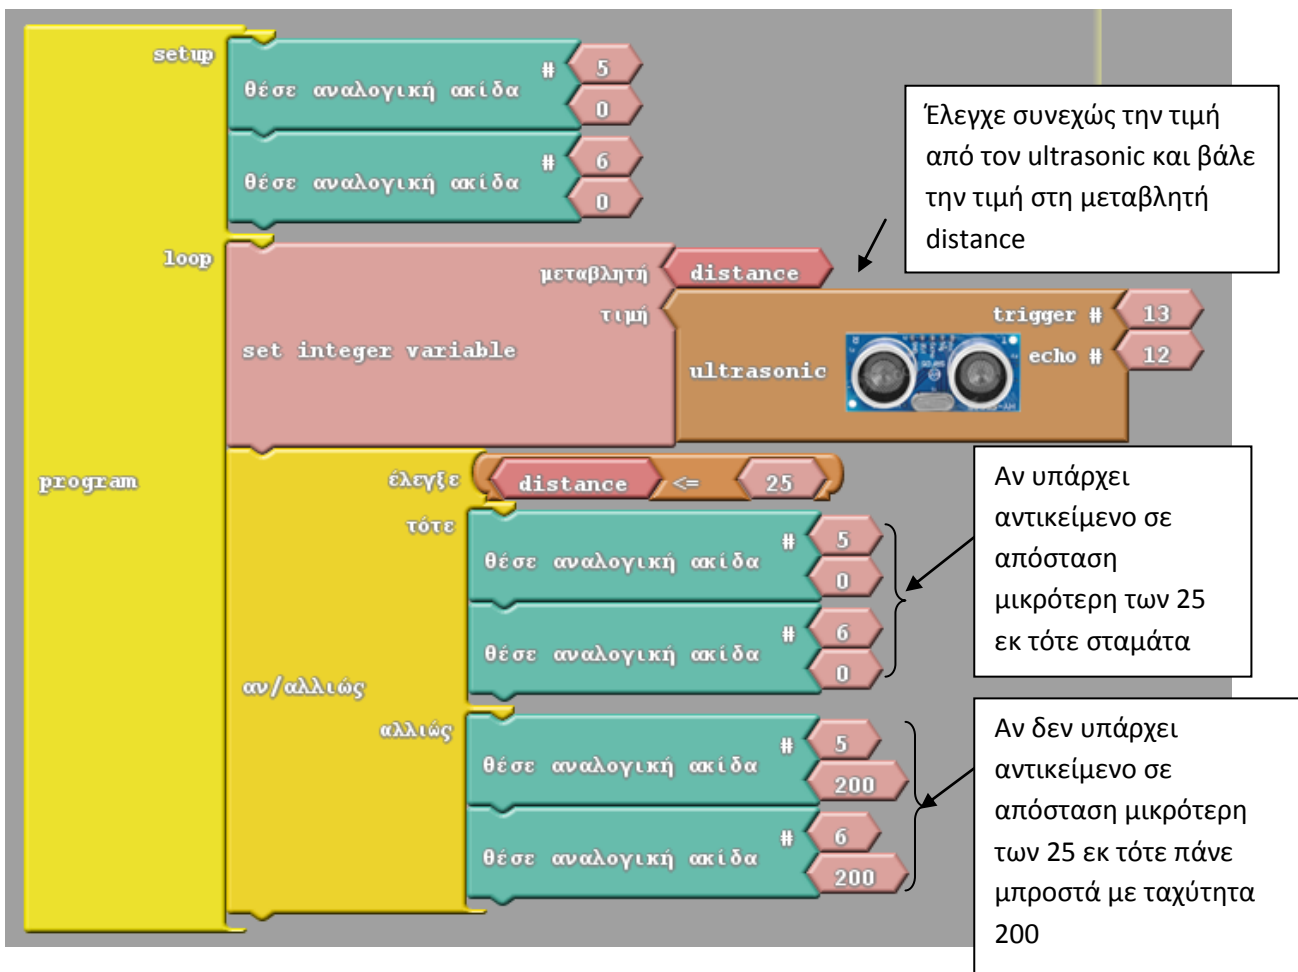 setup
θέσε αναλογική ακίδα # 5
0
θέσε αναλογική ακίδα # 6
0
Έλεγχε συνεχώς την τιμή
από τον ultrasonic και βάλε
την τιμή στη μεταβλητή
distance
loop
set integer variable
μεταβλητή distance
τιμή
ultrasonic
trigger # 13
echo # 12
program
αν/αλλιώς
έλεγξε distance <= 25
τότε
θέσε αναλογική ακίδα # 5
0
θέσε αναλογική ακίδα # 6
0
Αν υπάρχει
αντικείμενο σε
απόσταση
μικρότερη των 25
εκ τότε σταμάτα
αλλιώς
θέσε αναλογική ακίδα # 5
200
θέσε αναλογική ακίδα # 6
200
Αν δεν υπάρχει
αντικείμενο σε
απόσταση μικρότερη
των 25 εκ τότε πάνε
μπροστά με ταχύτητα
200